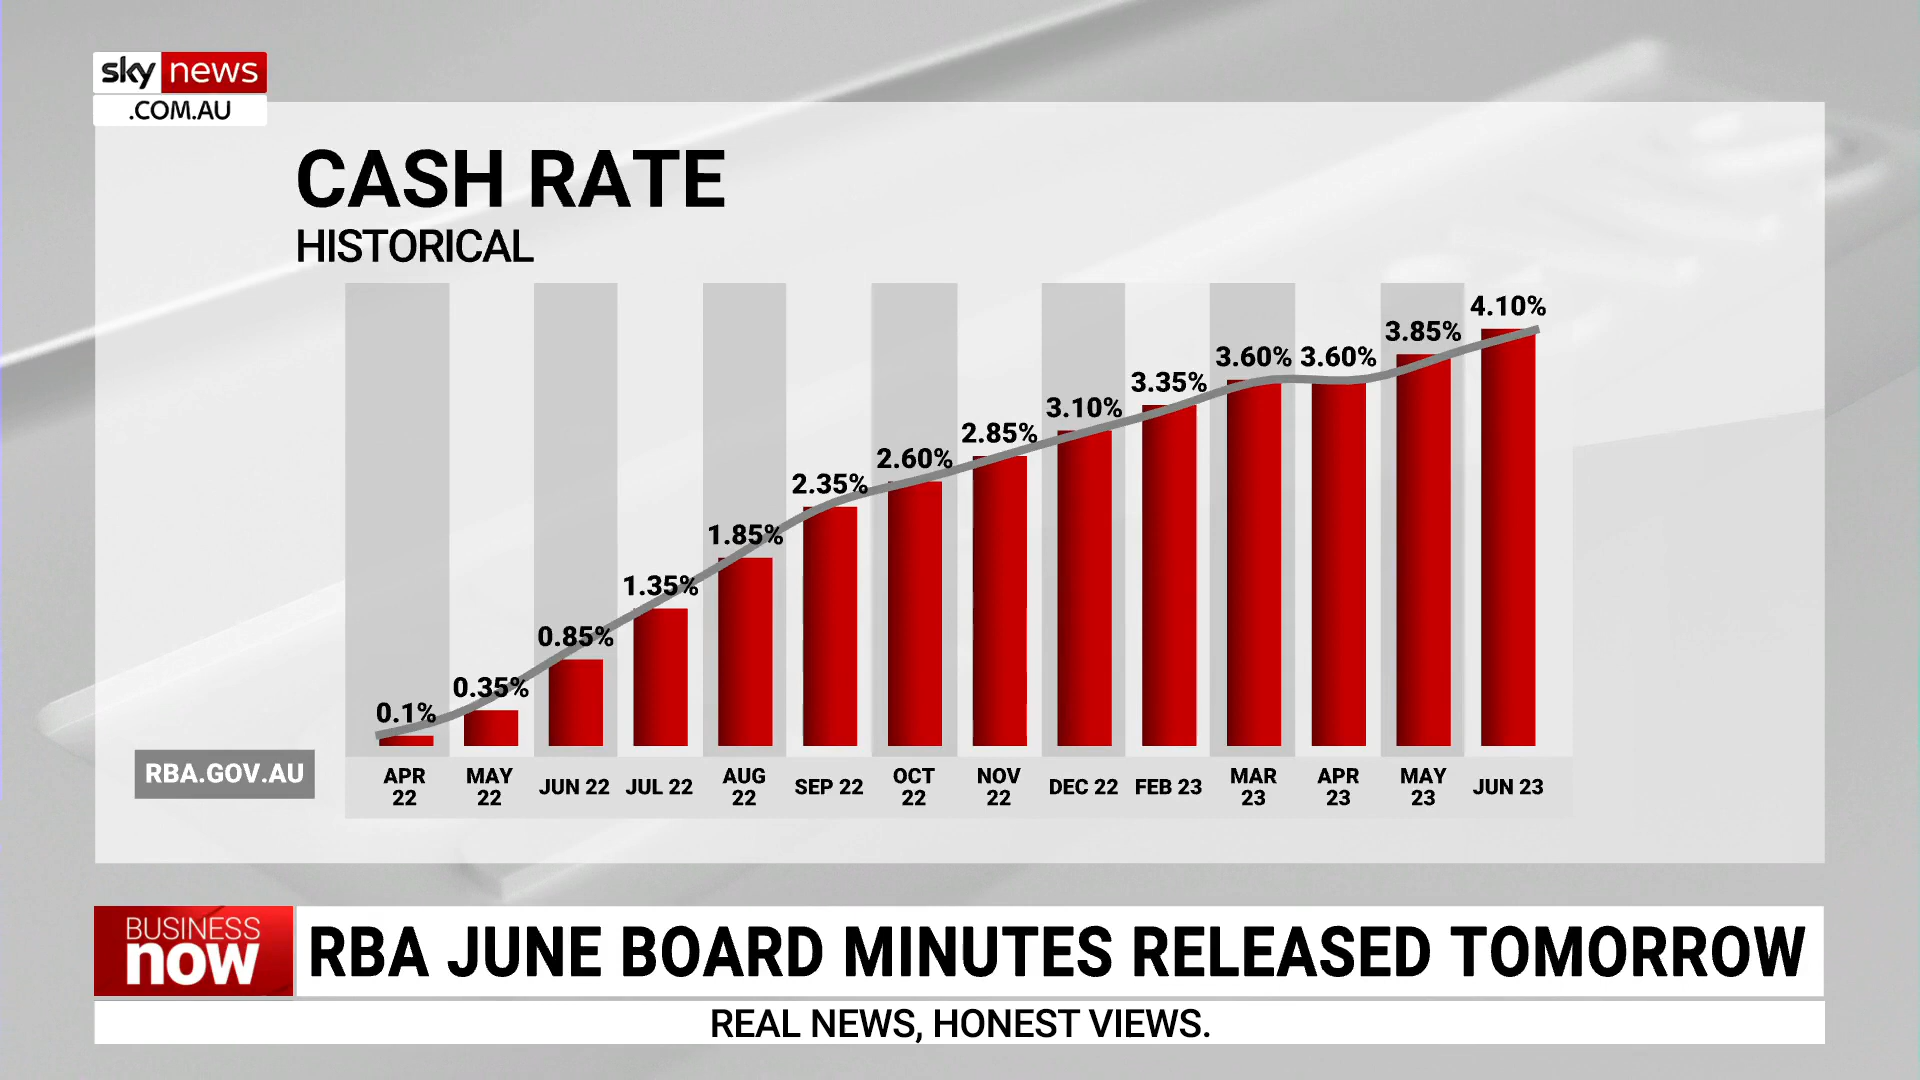 sky news
.COM.AU
CASH RATE
HISTORICAL
0.1%
0.35%
0.85%
1.35%
1.85%
2.35%
2.60%
2.85%
3.10%
3.35%
3.60%
3.60%
3.85%
4.10%
RBA.GOV.AU
APR
22
MAY
22
JUN 22
JUL 22
AUG
22
SEP 22
OCT
22
NOV
22
DEC 22
FEB 23
MAR
23
APR
23
MAY
23
JUN 23
BUSINESS
now
RBA JUNE BOARD MINUTES RELEASED TOMORROW
REAL NEWS, HONEST VIEWS.